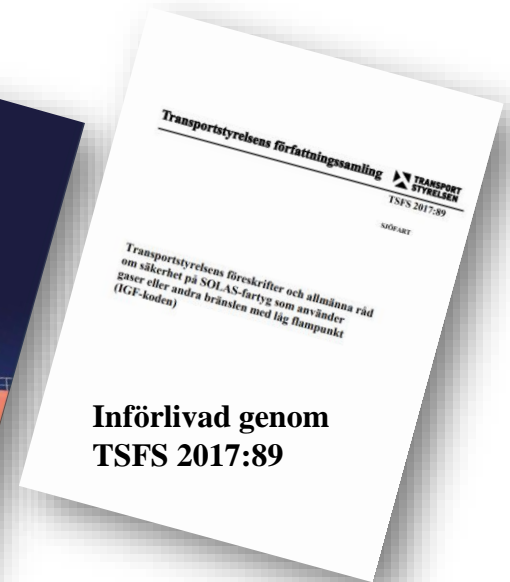 Transportstyrelsens författningssamling
TRANSPORT
STYRELSEN
TSFS 2017:89
SJÖFART
Transportstyrelsens föreskrifter och allmänna råd
om säkerhet på SOLAS-fartyg som använder
gaser eller andra bränslen med låg flampunkt
(IGF-koden)
Införlivad genom
TSFS 2017:89